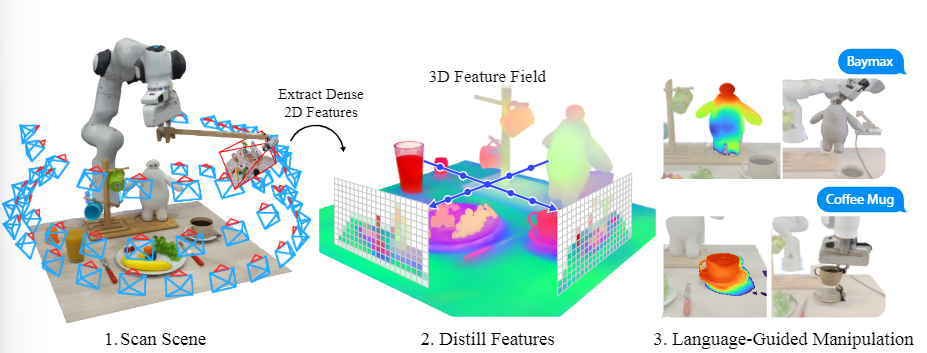 Extract Dense
2D Features
3D Feature Field
Baymax
Coffee Mug
1. Scan Scene
2. Distill Features
3. Language-Guided Manipulation